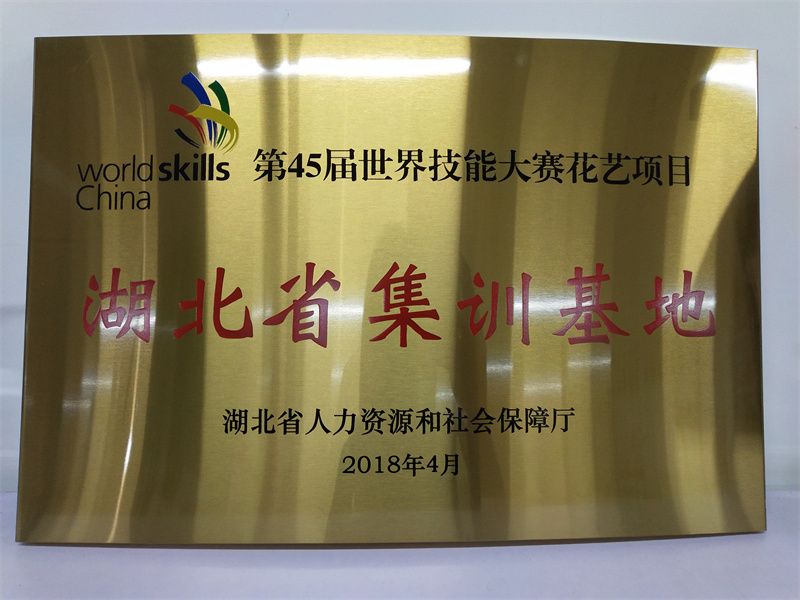 world skills
China
第45届世界技能大赛花艺项目
湖北省集训基地
湖北省人力资源和社会保障厅
2018年4月